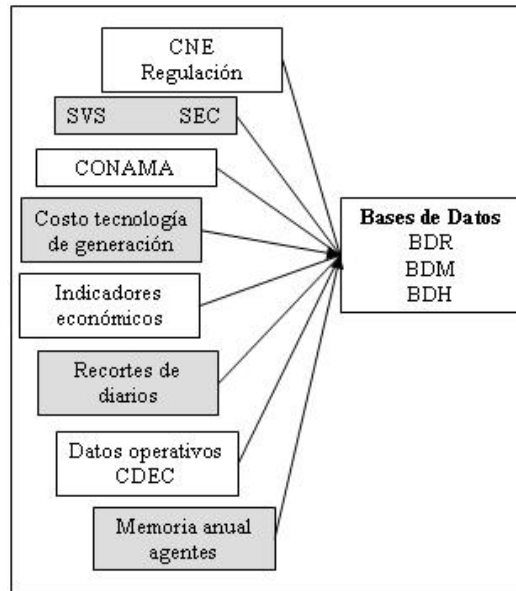 CNE
Regulación
SVS SEC
CONAMA
Costo tecnología
de generación
Indicadores
económicos
Recortes de
diarios
Datos operativos
CDEC
Memoria anual
agentes
Bases de Datos
BDR
BDM
BDH